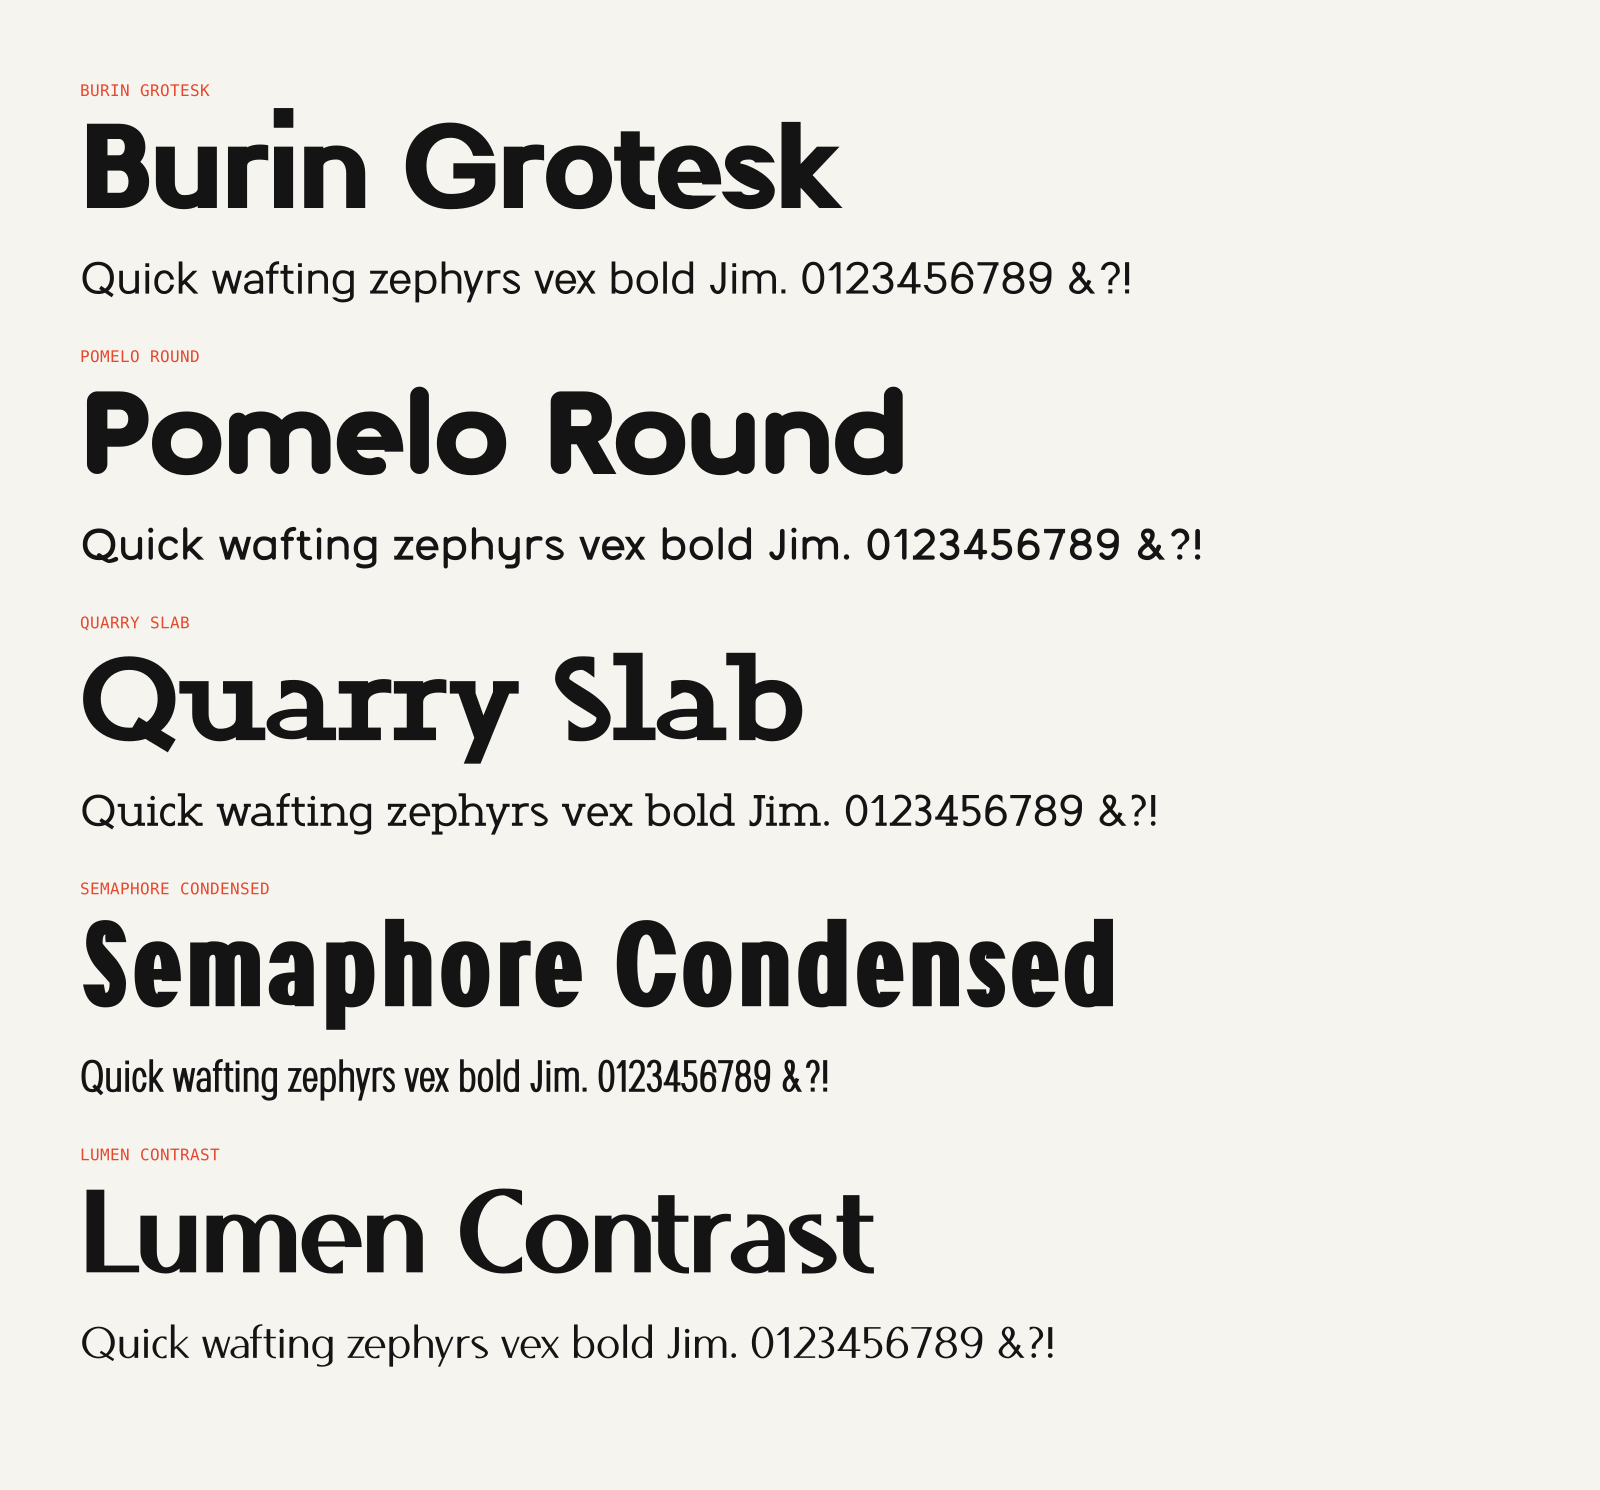 BURIN GROTESK
Burin Grotesk
Quick wafting zephyrs vex bold Jim. 0123456789 &?!
POMELO ROUND
Pomelo Round
Quick wafting zephyrs vex bold Jim. 0123456789 &?!
QUARRY SLAB
Quarry Slab
Quick wafting zephyrs vex bold Jim. 0123456789 &?!
SEMAPHORE CONDENSED
Semaphore Condensed
Quick wafting zephyrs vex bold Jim. 0123456789 &?!
LUMEN CONTRAST
Lumen Contrast
Quick wafting zephyrs vex bold Jim. 0123456789 &?!